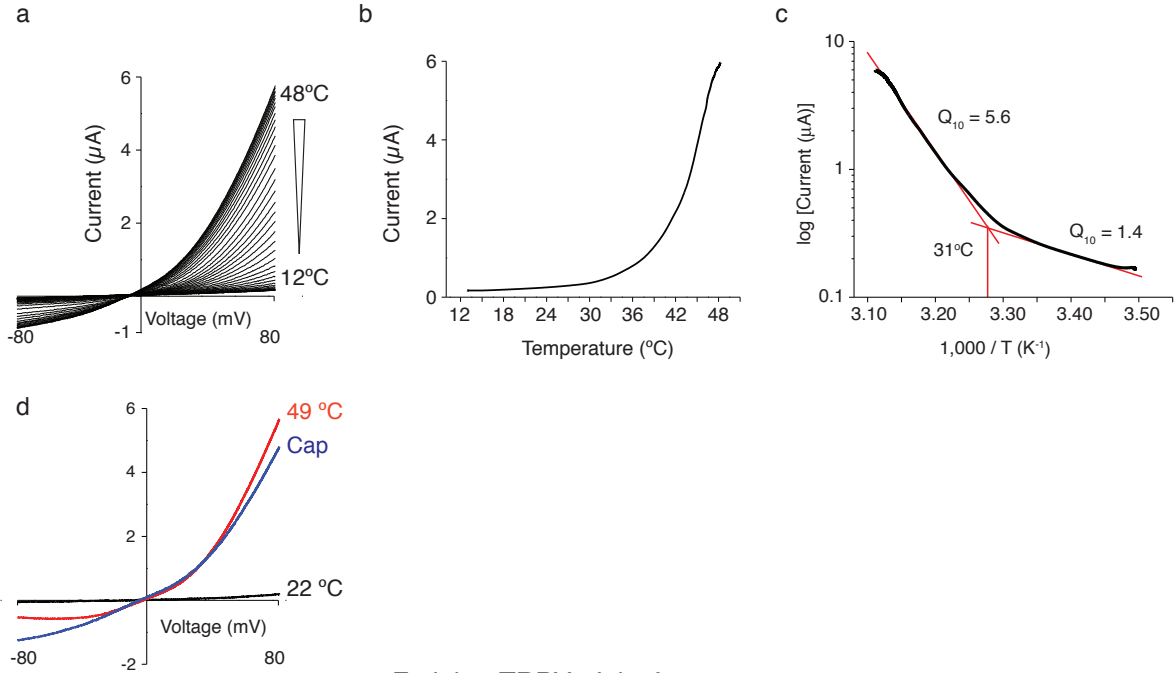 a
6
4
2
-1
Current (µA)
48ºC
12ºC
Voltage (mV)
-80
80
b
6
4
2
0
Current (µA)
12 18 24 30 36 42 48
Temperature (ºC)
c
10
1
0.1
log [Current (µA)]
Q10 = 5.6
Q10 = 1.4
31ºC
3.10 3.20 3.30 3.40 3.50
1,000 / T (K-1)
d
6
4
2
-2
Current (µA)
49 ºC
Cap
22 ºC
Voltage (mV)
-80
80